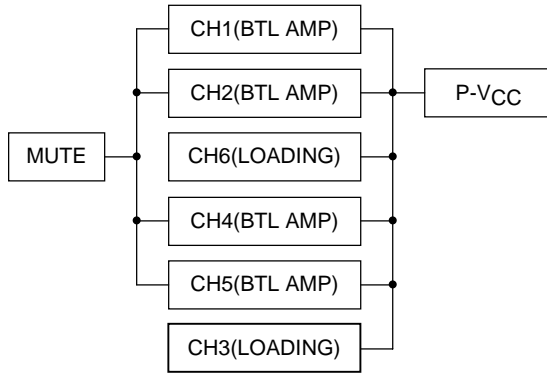 CH1(BTL AMP)
CH2(BTL AMP)
P-VCC
MUTE
CH6(LOADING)
CH4(BTL AMP)
CH5(BTL AMP)
CH3(LOADING)